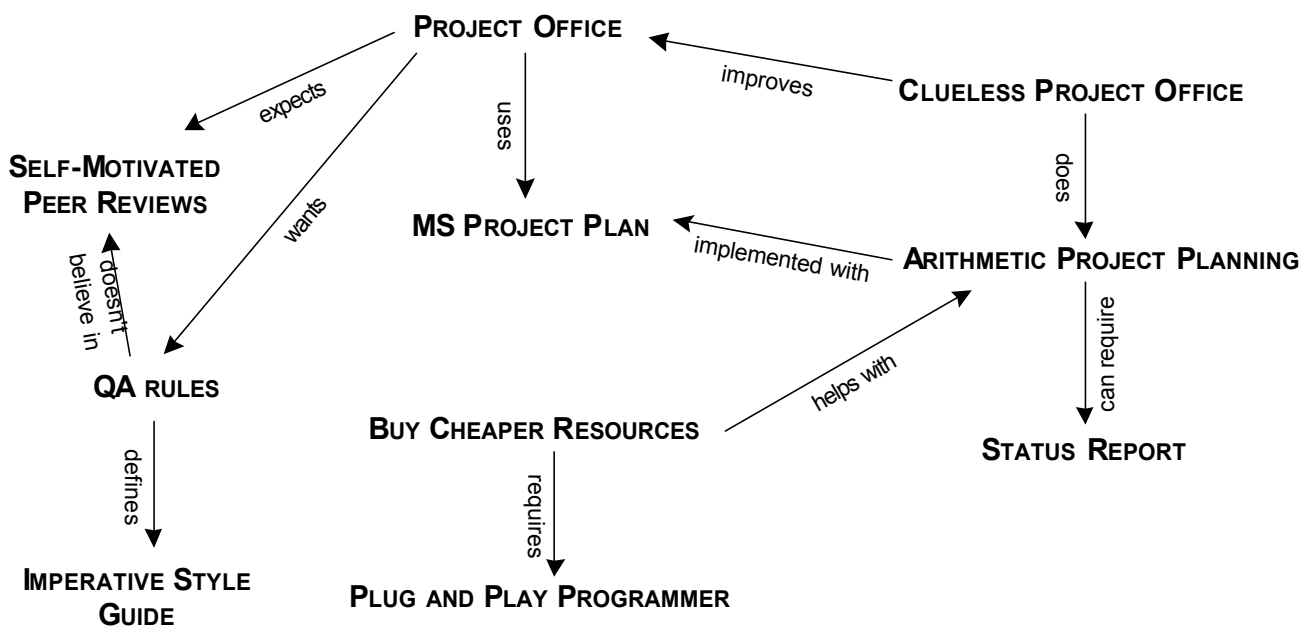 PROJECT OFFICE
improves
CLUELESS PROJECT OFFICE
expects
uses
does
SELF-MOTIVATED
PEER REVIEWS
wants
MS PROJECT PLAN
implemented with
ARITHMETIC PROJECT PLANNING
doesn't
believe in
QA RULES
helps with
can require
BUY CHEAPER RESOURCES
STATUS REPORT
defines
requires
IMPERATIVE STYLE
GUIDE
PLUG AND PLAY PROGRAMMER